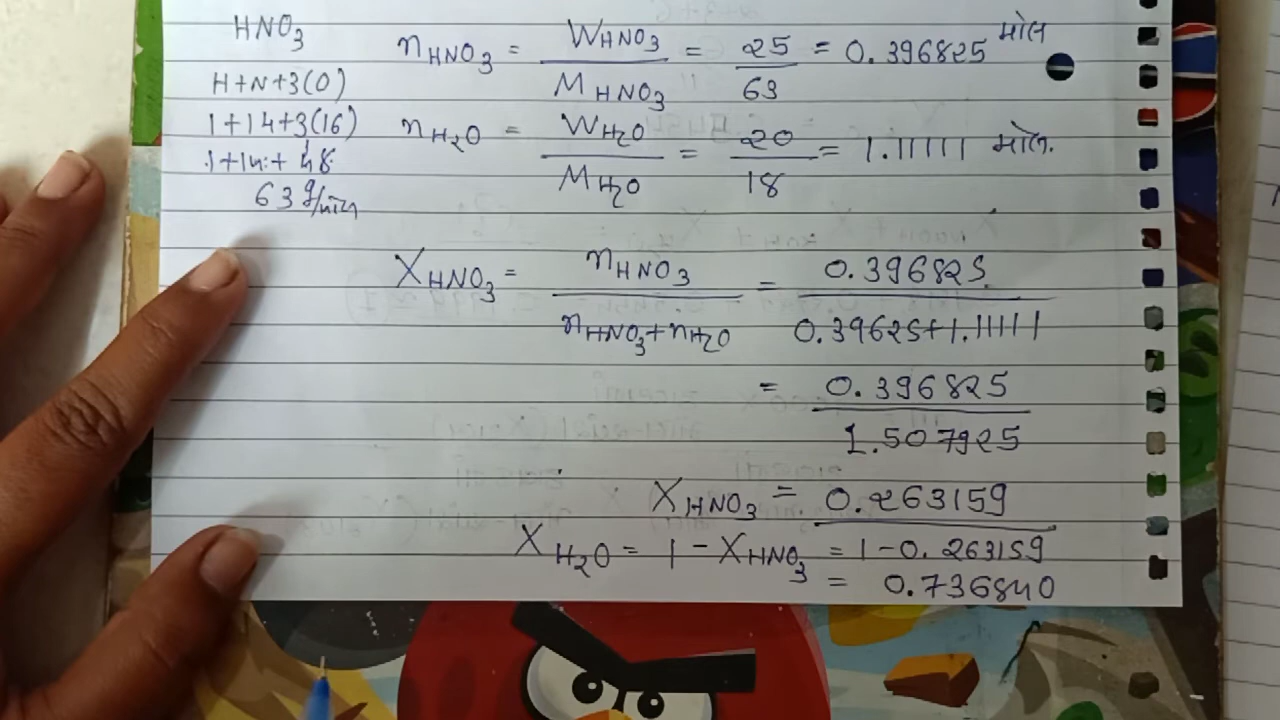 HNO3
nHNO3 = WHNO3 / MHNO3 = 25 / 63 = 0.396825 मोल
H+N+3(O)
1+14+3(16)
nH2O = WH2O / MH2O = 20 / 18 = 1.11111 मोल.
1+14+48
63 g/मोल
XHNO3 = nHNO3 / nHNO3+nH2O = 0.396825 / 0.39625+1.11111
= 0.396825 / 1.507925
XHNO3 = 0.263159
XH2O = 1 - XHNO3 = 1-0.263159
= 0.736840